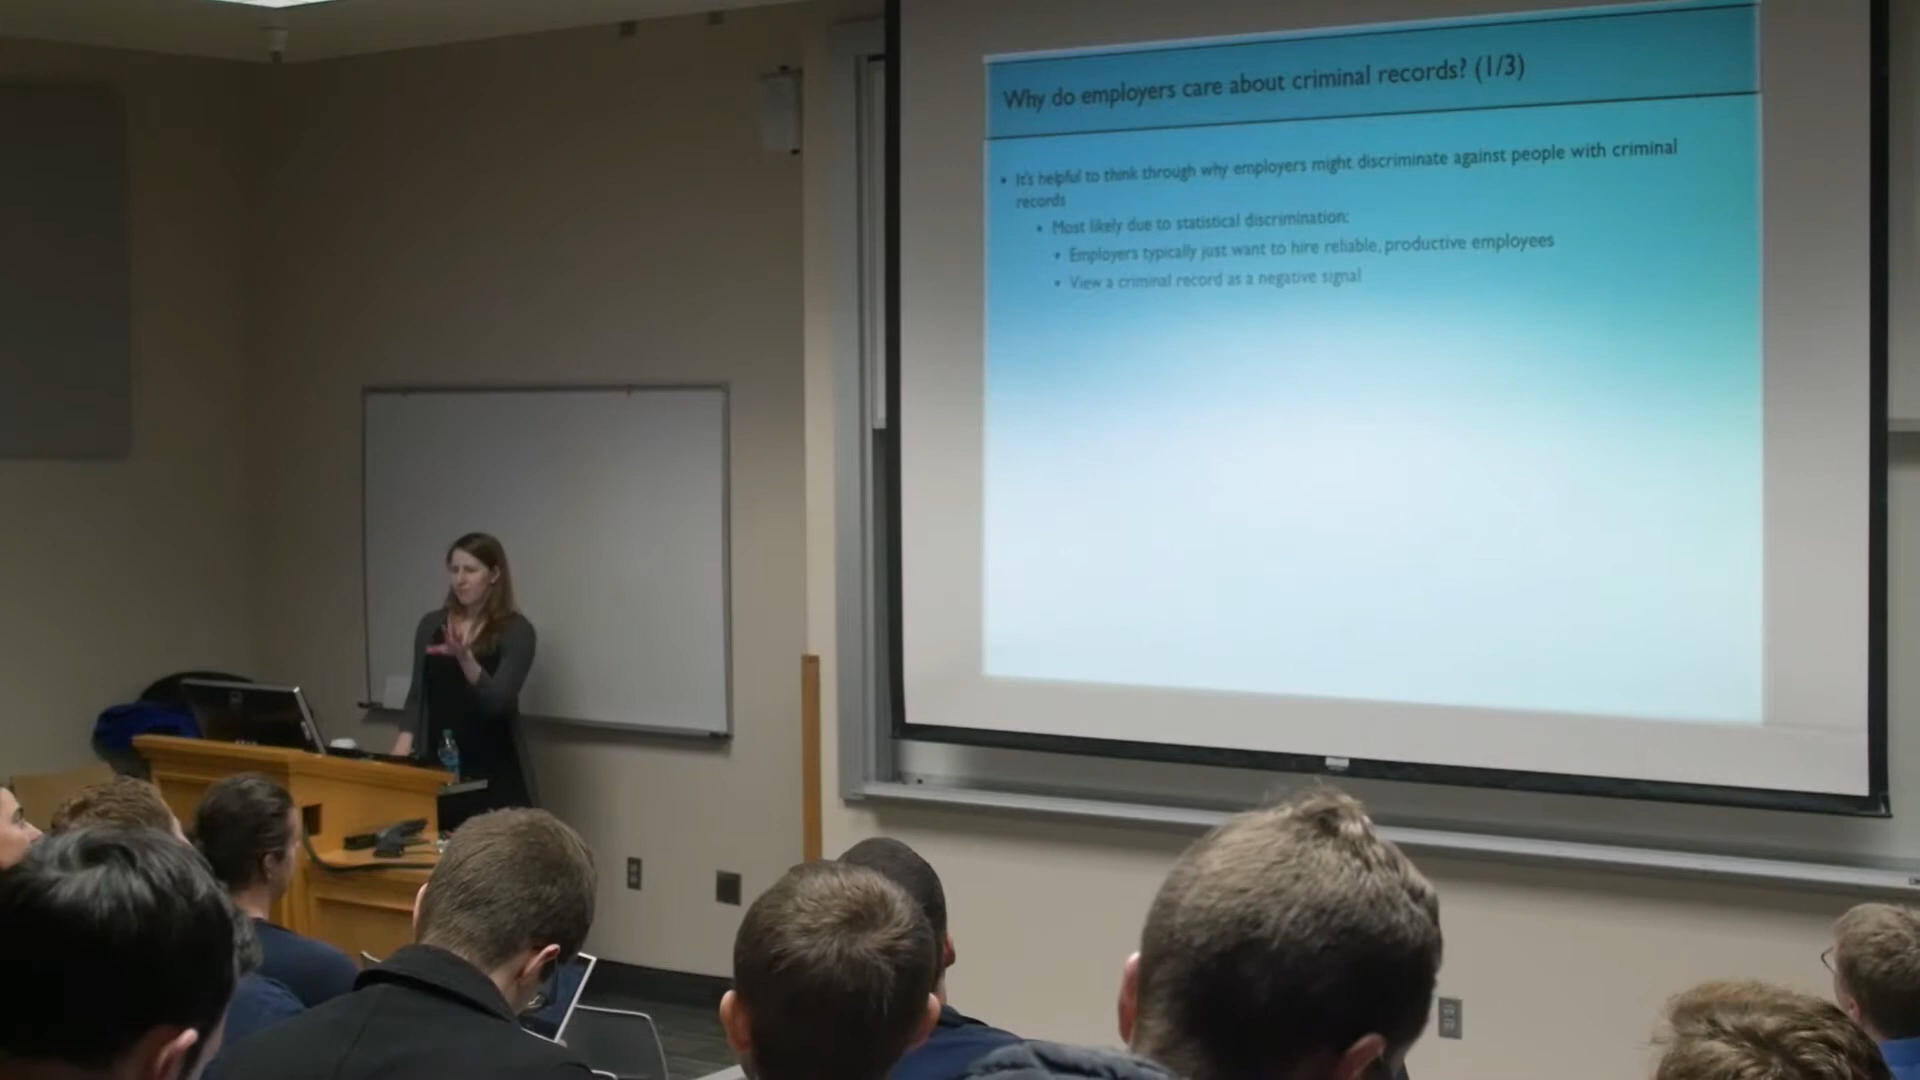 Why do employers care about criminal records? (1/3)
• It's helpful to think through why employers might discriminate against people with criminal
records
• Most likely due to statistical discrimination:
• Employers typically just want to hire reliable, productive employees
• View a criminal record as a negative signal